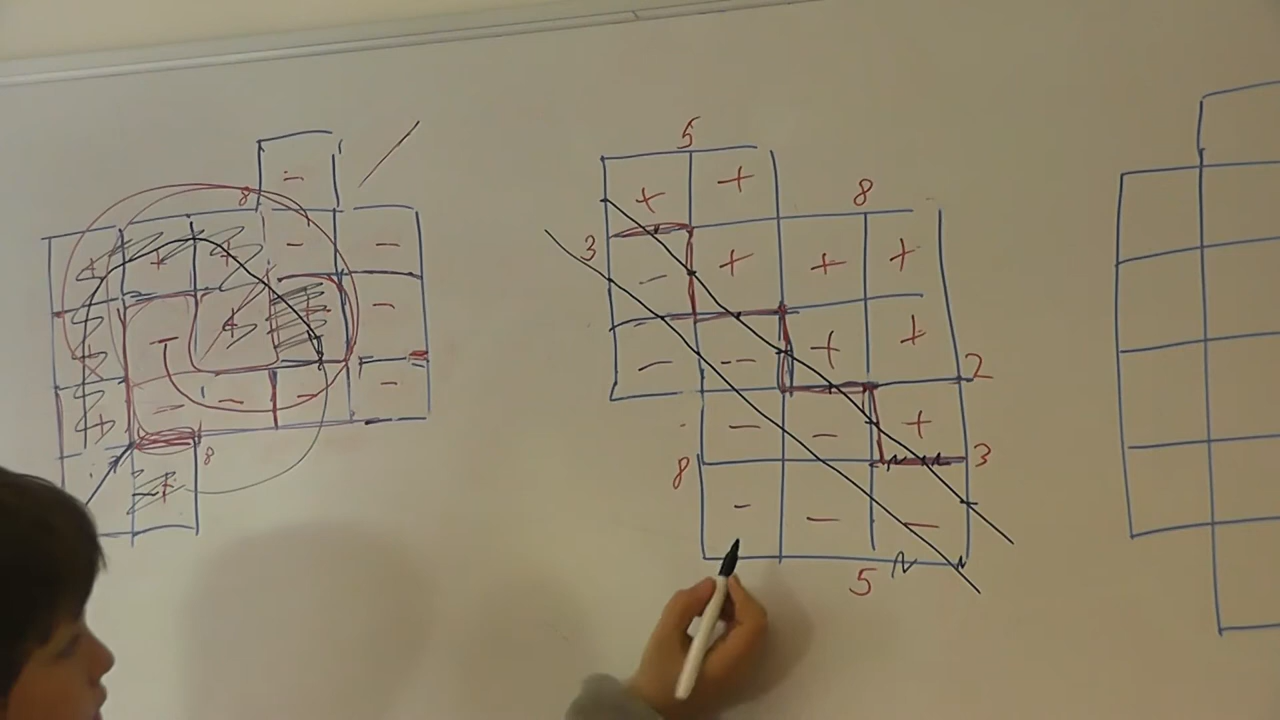 -
8 - -
+ + +
+ + + -
+ - - - -
8
+
5
+ +
8
3 - + + +
- -- + + 2
- - + 3
8 - - -
5